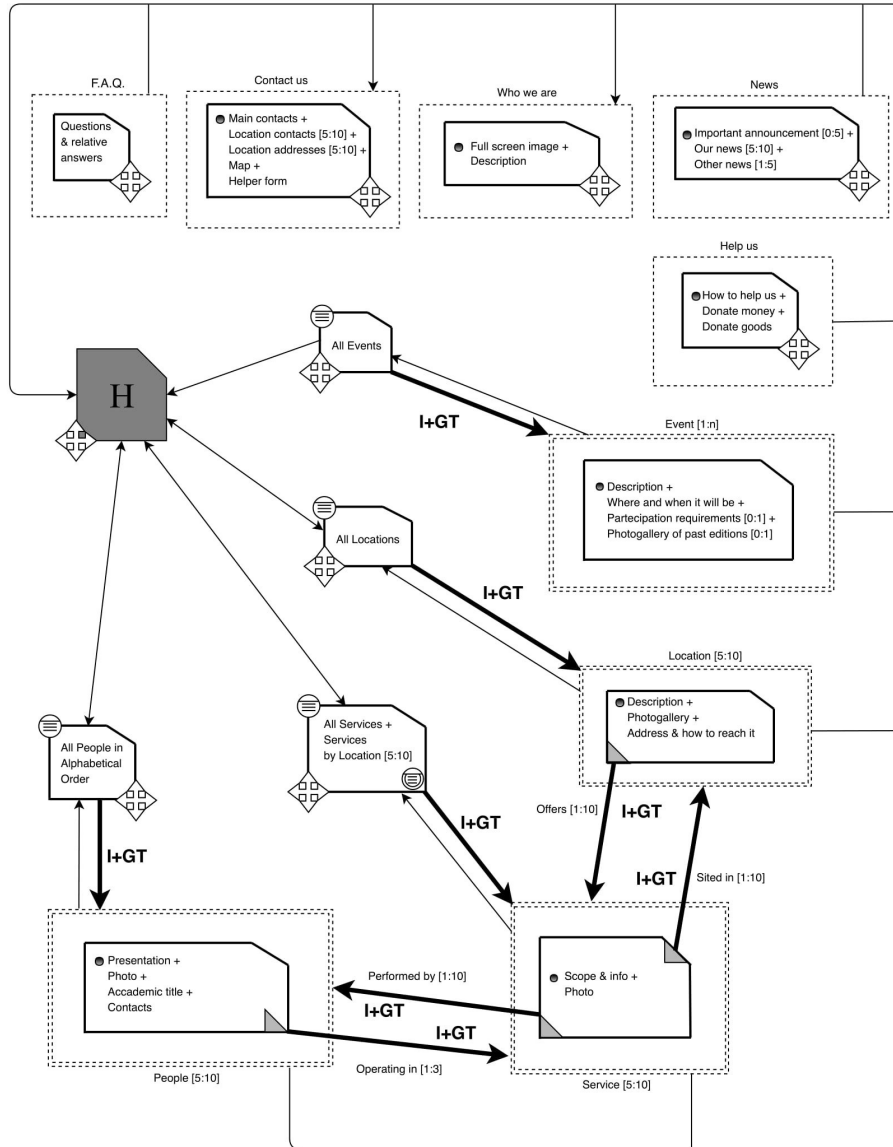 F.A.Q.
Questions
& relative
answers
Contact us
Main contacts +
Location contacts [5:10] +
Location addresses [5:10] +
Map +
Helper form
Who we are
Full screen image +
Description
News
Important announcement [0:5] +
Our news [5:10] +
Other news [1:5]
Help us
How to help us +
Donate money +
Donate goods
H
All Events
I+GT
Event [1:n]
Description +
Where and when it will be +
Partecipation requirements [0:1] +
Photogallery of past editions [0:1]
All Locations
I+GT
Location [5:10]
Description +
Photogallery +
Address & how to reach it
All People in
Alphabetical
Order
I+GT
All Services +
Services
by Location [5:10]
I+GT
Offers [1:10]
I+GT
I+GT
Sited in [1:10]
Presentation +
Photo +
Accademic title +
Contacts
People [5:10]
Performed by [1:10]
I+GT
I+GT
Operating in [1:3]
Scope & info +
Photo
Service [5:10]